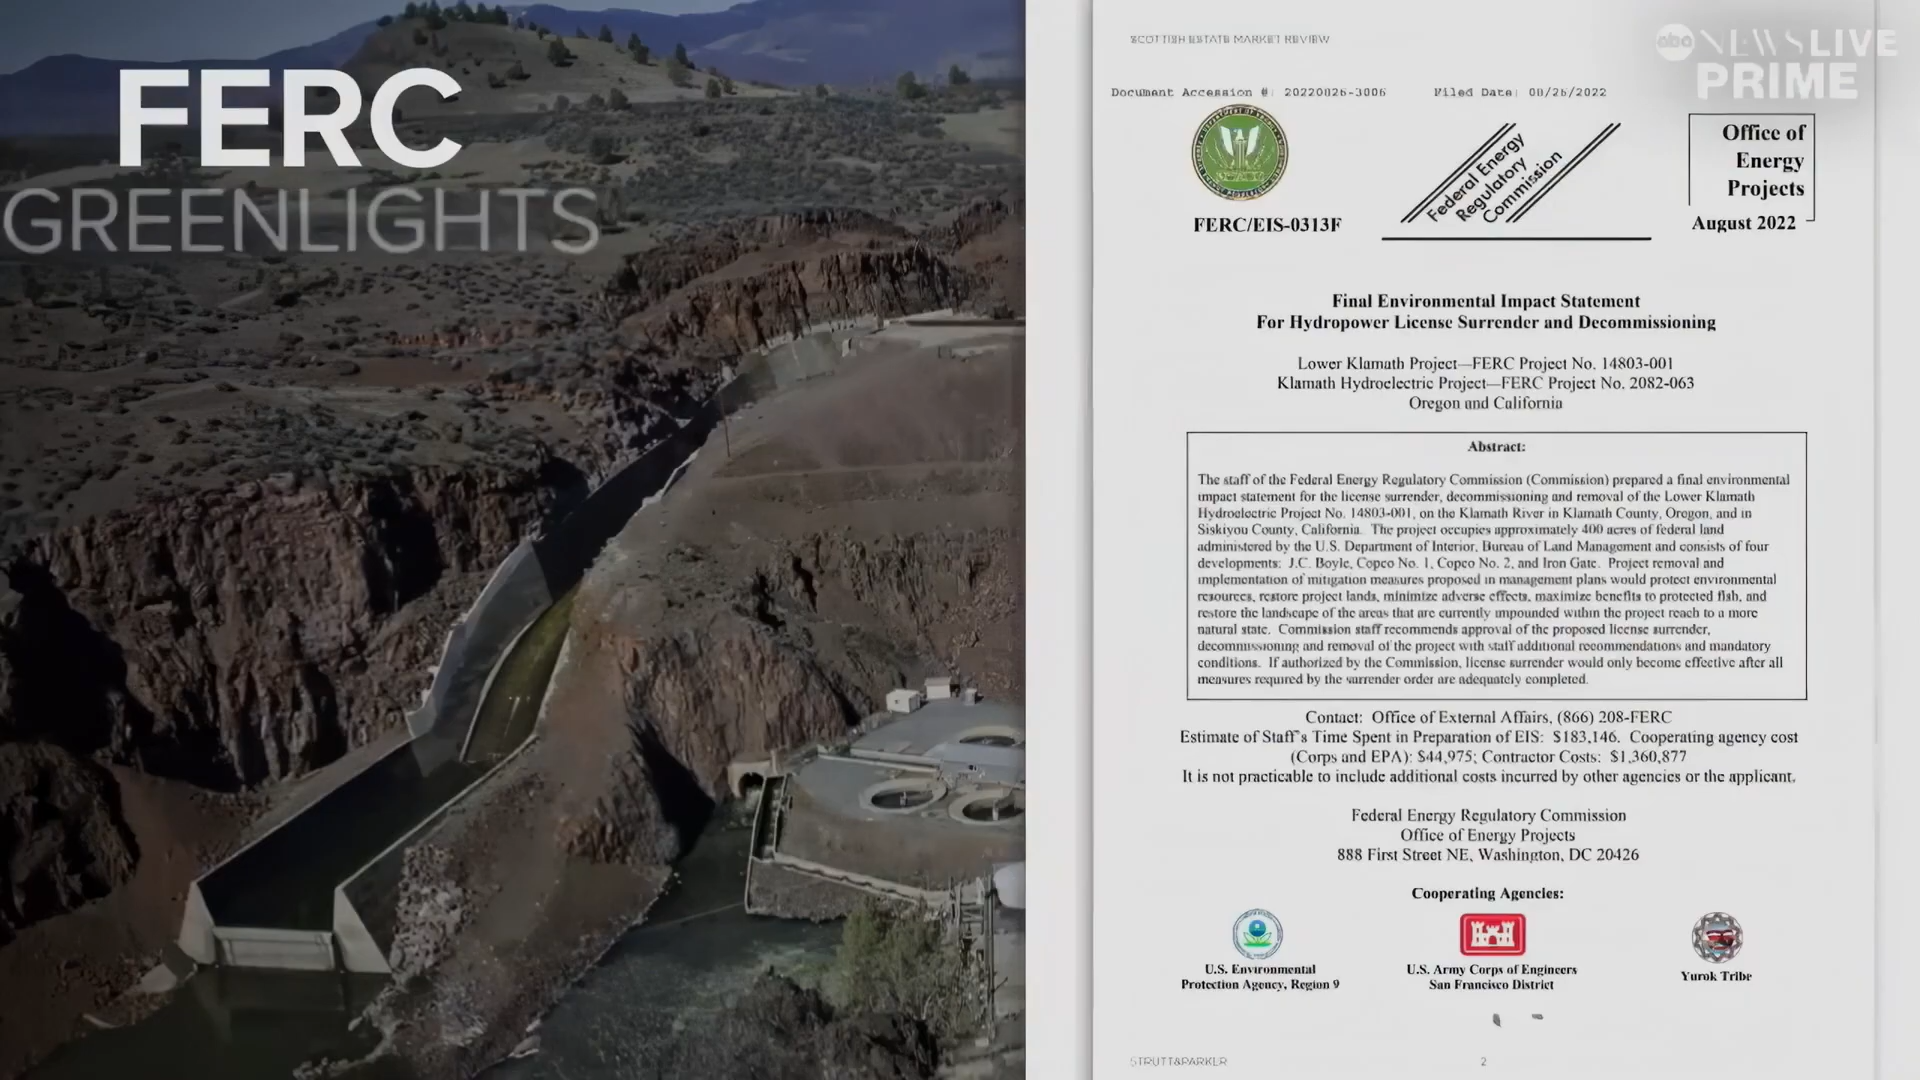 FERC
GREENLIGHTS
abc NEWS LIVE
PRIME
SCOTTISH ESTATE MARKET REVIEW
Document Accession #: 20220826-3006 Filed Date: 08/26/2022
Federal Energy
Regulatory
Commission
Office of
Energy
Projects
FERC/EIS-0313F
August 2022
Final Environmental Impact Statement
For Hydropower License Surrender and Decommissioning
Lower Klamath Project—FERC Project No. 14803-001
Klamath Hydroelectric Project—FERC Project No. 2082-063
Oregon and California
Abstract:
The staff of the Federal Energy Regulatory Commission (Commission) prepared a final environmental
impact statement for the license surrender, decommissioning and removal of the Lower Klamath
Hydroelectric Project No. 14803-001, on the Klamath River in Klamath County, Oregon, and in
Siskiyou County, California. The project occupies approximately 400 acres of federal land
administered by the U.S. Department of Interior, Bureau of Land Management and consists of four
developments: J.C. Boyle, Copco No. 1, Copco No. 2, and Iron Gate. Project removal and
implementation of mitigation measures proposed in management plans would protect environmental
resources, restore project lands, minimize adverse effects, maximize benefits to protected fish, and
restore the landscape of the areas that are currently impounded within the project reach to a more
natural state. Commission staff recommends approval of the proposed license surrender,
decommissioning and removal of the project with staff additional recommendations and mandatory
conditions. If authorized by the Commission, license surrender would only become effective after all
measures required by the surrender order are adequately completed.
Contact: Office of External Affairs, (866) 208-FERC
Estimate of Staff's Time Spent in Preparation of EIS: $183,146. Cooperating agency cost
(Corps and EPA): $44,975; Contractor Costs: $1,360,877
It is not practicable to include additional costs incurred by other agencies or the applicant.
Federal Energy Regulatory Commission
Office of Energy Projects
888 First Street NE, Washington, DC 20426
Cooperating Agencies:
U.S. Environmental
Protection Agency, Region 9
U.S. Army Corps of Engineers
San Francisco District
Yurok Tribe
STRUTT&PARKER
2